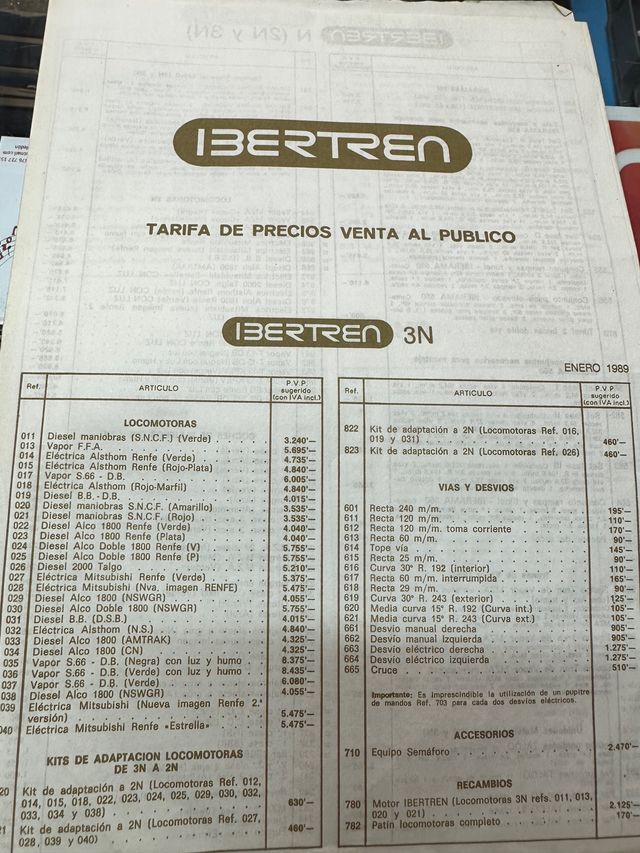 IBERTREN
TARIFA DE PRECIOS VENTA AL PUBLICO
IBERTREN 3N
ENERO 1989
Ref. ARTICULO P.V.P. sugerido (con IVA incl.)
LOCOMOTORAS
011 Diesel maniobras (S.N.C.F.) (Verde) 3.240'—
013 Vapor F.F.A. 5.695'—
014 Eléctrica Alsthom Renfe (Verde) 4.735'—
015 Eléctrica Alsthom Renfe (Rojo-Plata) 4.840'—
017 Vapor S.66 - D.B. 6.005'—
018 Eléctrica Alsthom (Rojo-Marfil) 4.840'—
019 Diesel B.B. - D.B. 4.015'—
020 Diesel maniobras S.N.C.F. (Amarillo) 3.535'—
021 Diesel maniobras S.N.C.F. (Rojo) 3.535'—
022 Diesel Alco 1800 Renfe (Verde) 4.040'—
023 Diesel Alco 1800 Renfe (Plata) 4.040'—
024 Diesel Alco Doble 1800 Renfe (V) 5.755'—
025 Diesel Alco Doble 1800 Renfe (P) 5.755'—
026 Diesel 2000 Talgo 5.210'—
027 Eléctrica Mitsubishi Renfe (Verde) 5.375'—
028 Eléctrica Mitsubishi (Nva. imagen RENFE) 5.475'—
029 Diesel Alco 1800 (NSWGR) 4.055'—
030 Diesel Alco Doble 1800 (NSWGR) 5.755'—
031 Diesel B.B. (D.S.B.) 4.015'—
032 Eléctrica Alsthom (N.S.) 4.840'—
033 Diesel Alco 1800 (AMTRAK) 4.325'—
034 Diesel Alco 1800 (CN) 4.325'—
035 Vapor S.66 - D.B. (Negra) con luz y humo 8.375'—
036 Vapor S.66 - D.B. (Verde) con luz y humo 8.435'—
037 Vapor S.66 - D.B. (Verde) 6.080'—
038 Diesel Alco 1800 (NSWGR) 4.055'—
039 Eléctrica Mitsubishi (Nueva imagen Renfe 2.ª
versión) 5.475'—
040 Eléctrica Mitsubishi Renfe «Estrella» 5.475'—
KITS DE ADAPTACION LOCOMOTORAS
DE 3N A 2N
20 Kit de adaptación a 2N (Locomotoras Ref. 012,
014, 015, 018, 022, 023, 024, 025, 029, 030, 032,
033, 034 y 038) 630'—
21 Kit de adaptación a 2N (Locomotoras Ref. 027,
028, 039 y 040) 460'—
Ref. ARTICULO P.V.P. sugerido (con IVA incl.)
822 Kit de adaptación a 2N (Locomotoras Ref. 016,
019 y 031) 460'—
823 Kit de adaptación a 2N (Locomotoras Ref. 026) 460'—
VIAS Y DESVIOS
601 Recta 240 m/m. 195'—
611 Recta 120 m/m. 110'—
612 Recta 120 m/m. toma corriente 170'—
613 Recta 60 m/m. 90'—
614 Tope vía 145'—
615 Recta 25 m/m. 90'—
616 Curva 30° R. 192 (interior) 110'—
617 Recta 60 m/m. interrumpida 165'—
618 Recta 29 m/m. 90'—
619 Curva 30° R. 243 (exterior) 125'—
620 Media curva 15° R. 192 (Curva int.) 105'—
621 Media curva 15° R. 243 (Curva ext.) 105'—
661 Desvío manual derecha 905'—
662 Desvío manual izquierda 905'—
663 Desvío eléctrico derecha 1.275'—
664 Desvío eléctrico izquierda 1.275'—
665 Cruce 510'—
Importante: Es imprescindible la utilización de un pupitre
de mandos Ref. 703 para cada dos desvíos eléctricos.
ACCESORIOS
710 Equipo Semáforo 2.470'—
RECAMBIOS
780 Motor IBERTREN (Locomotoras 3N refs. 011, 013,
020 y 021) 2.125'—
782 Patín locomotoras completo 170'—